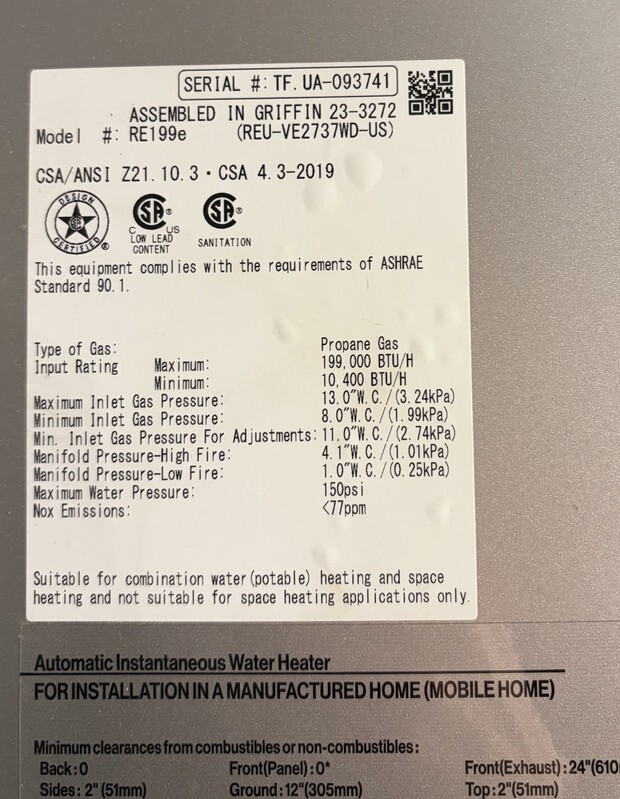 SERIAL #: TF. UA-093741
ASSEMBLED IN GRIFFIN 23-3272
Model #: RE199e (REU-VE2737WD-US)
CSA/ANSI Z21.10.3・CSA 4.3-2019
DESIGN CERTIFIED ®
SA ® C US
LOW LEAD
CONTENT
SA ®
SANITATION
This equipment complies with the requirements of ASHRAE
Standard 90.1.
Type of Gas: Propane Gas
Input Rating Maximum: 199,000 BTU/H
Minimum: 10,400 BTU/H
Maximum Inlet Gas Pressure: 13.0"W.C./(3.24kPa)
Minimum Inlet Gas Pressure: 8.0"W.C./(1.99kPa)
Min. Inlet Gas Pressure For Adjustments: 11.0"W.C./(2.74kPa)
Manifold Pressure-High Fire: 4.1"W.C./(1.01kPa)
Manifold Pressure-Low Fire: 1.0"W.C./(0.25kPa)
Maximum Water Pressure: 150psi
Nox Emissions: <77ppm
Suitable for combination water(potable) heating and space
heating and not suitable for space heating applications only.
Automatic Instantaneous Water Heater
FOR INSTALLATION IN A MANUFACTURED HOME (MOBILE HOME)
Minimum clearances from combustibles or non-combustibles:
Back:0 Front(Panel):0* Front(Exhaust):24"(610
Sides: 2" (51mm) Ground:12"(305mm) Top:2"(51mm)